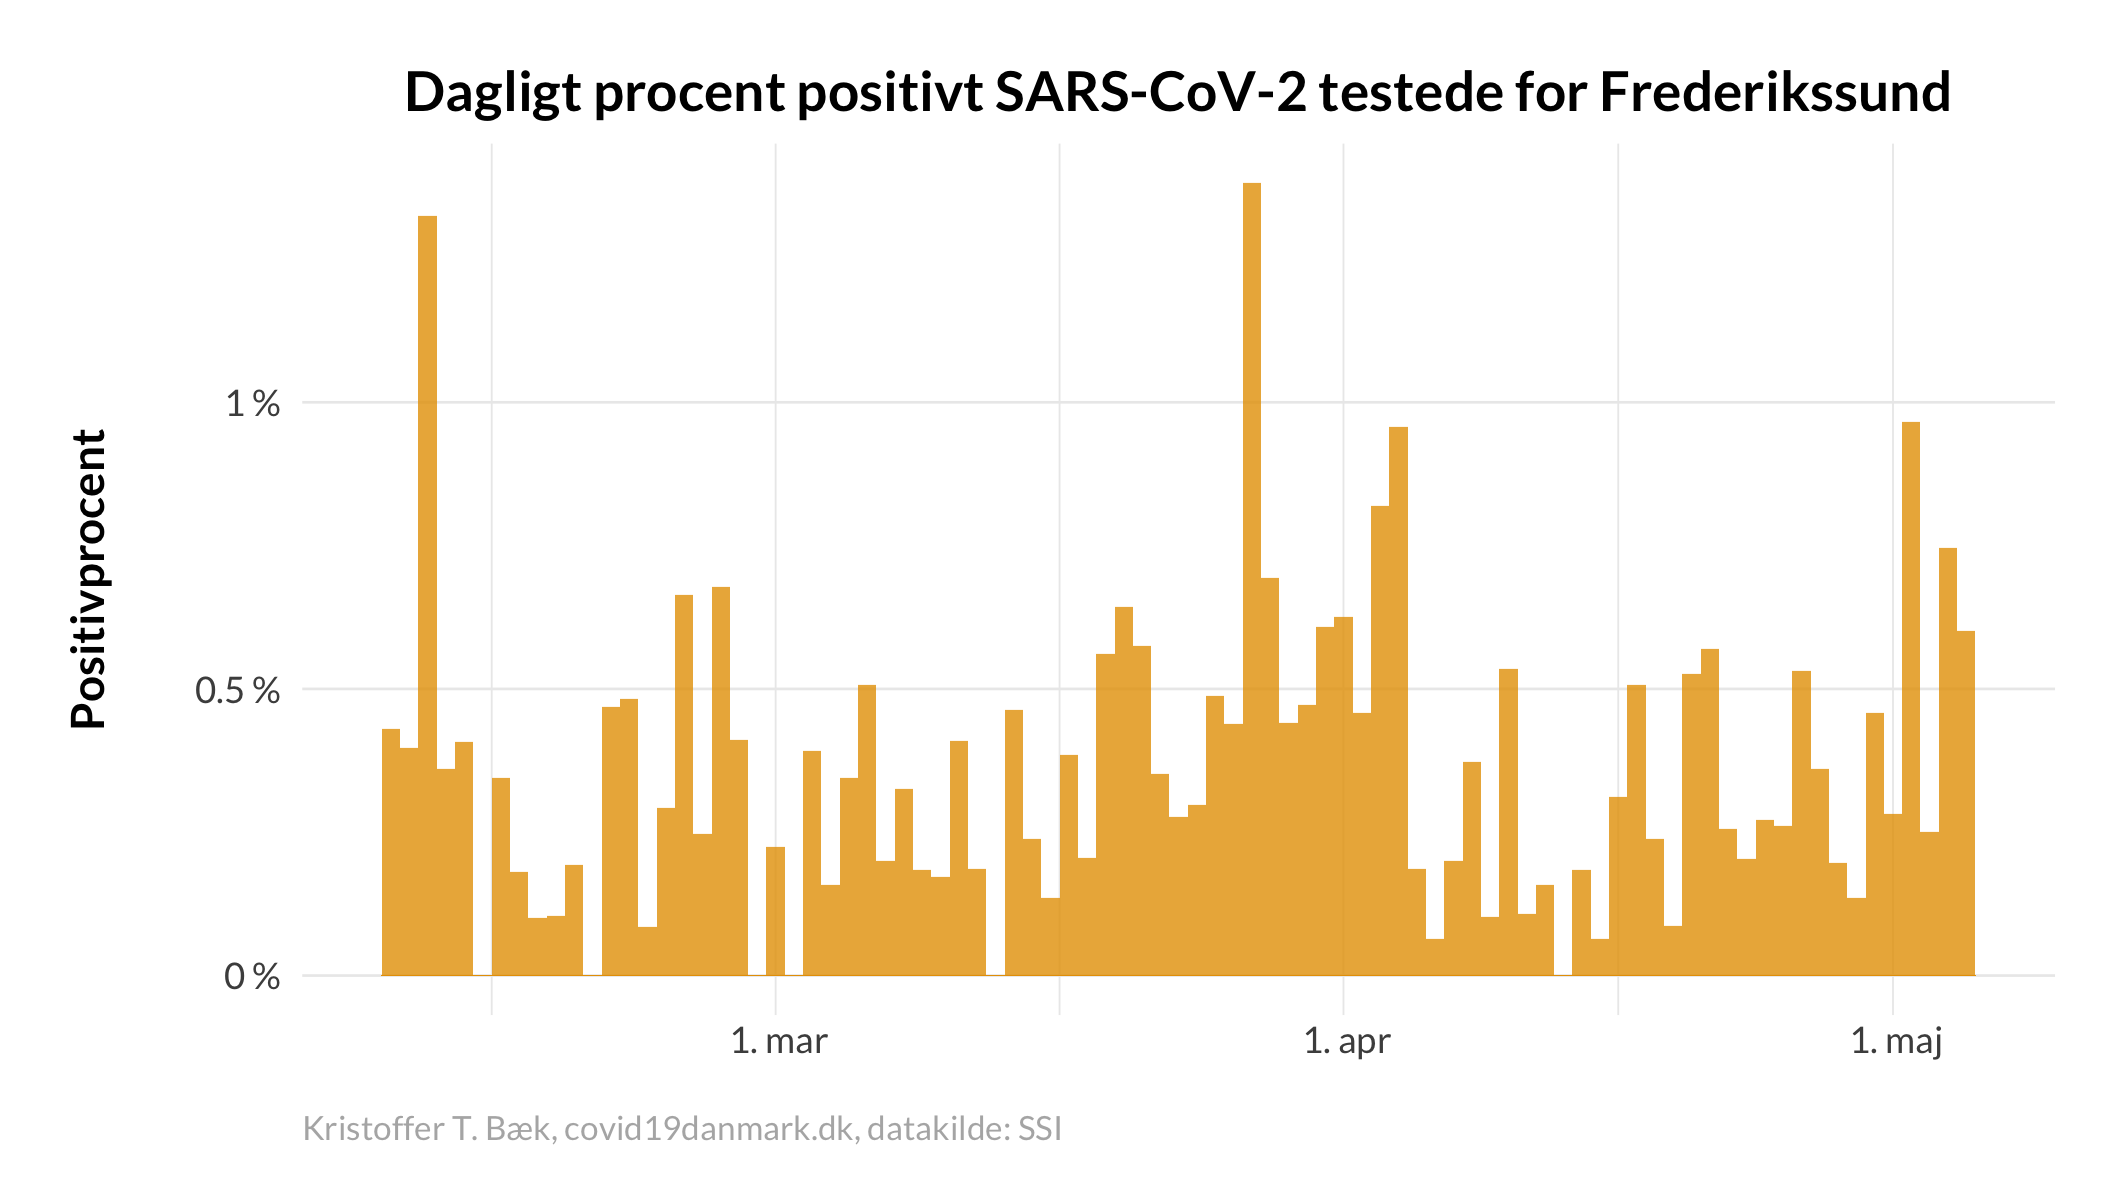 Dagligt procent positivt SARS-CoV-2 testede for Frederikssund
Positivprocent
1 %
0.5 %
0 %
1. mar
1. apr
1. maj
Kristoffer T. Bæk, covid19danmark.dk, datakilde: SSI